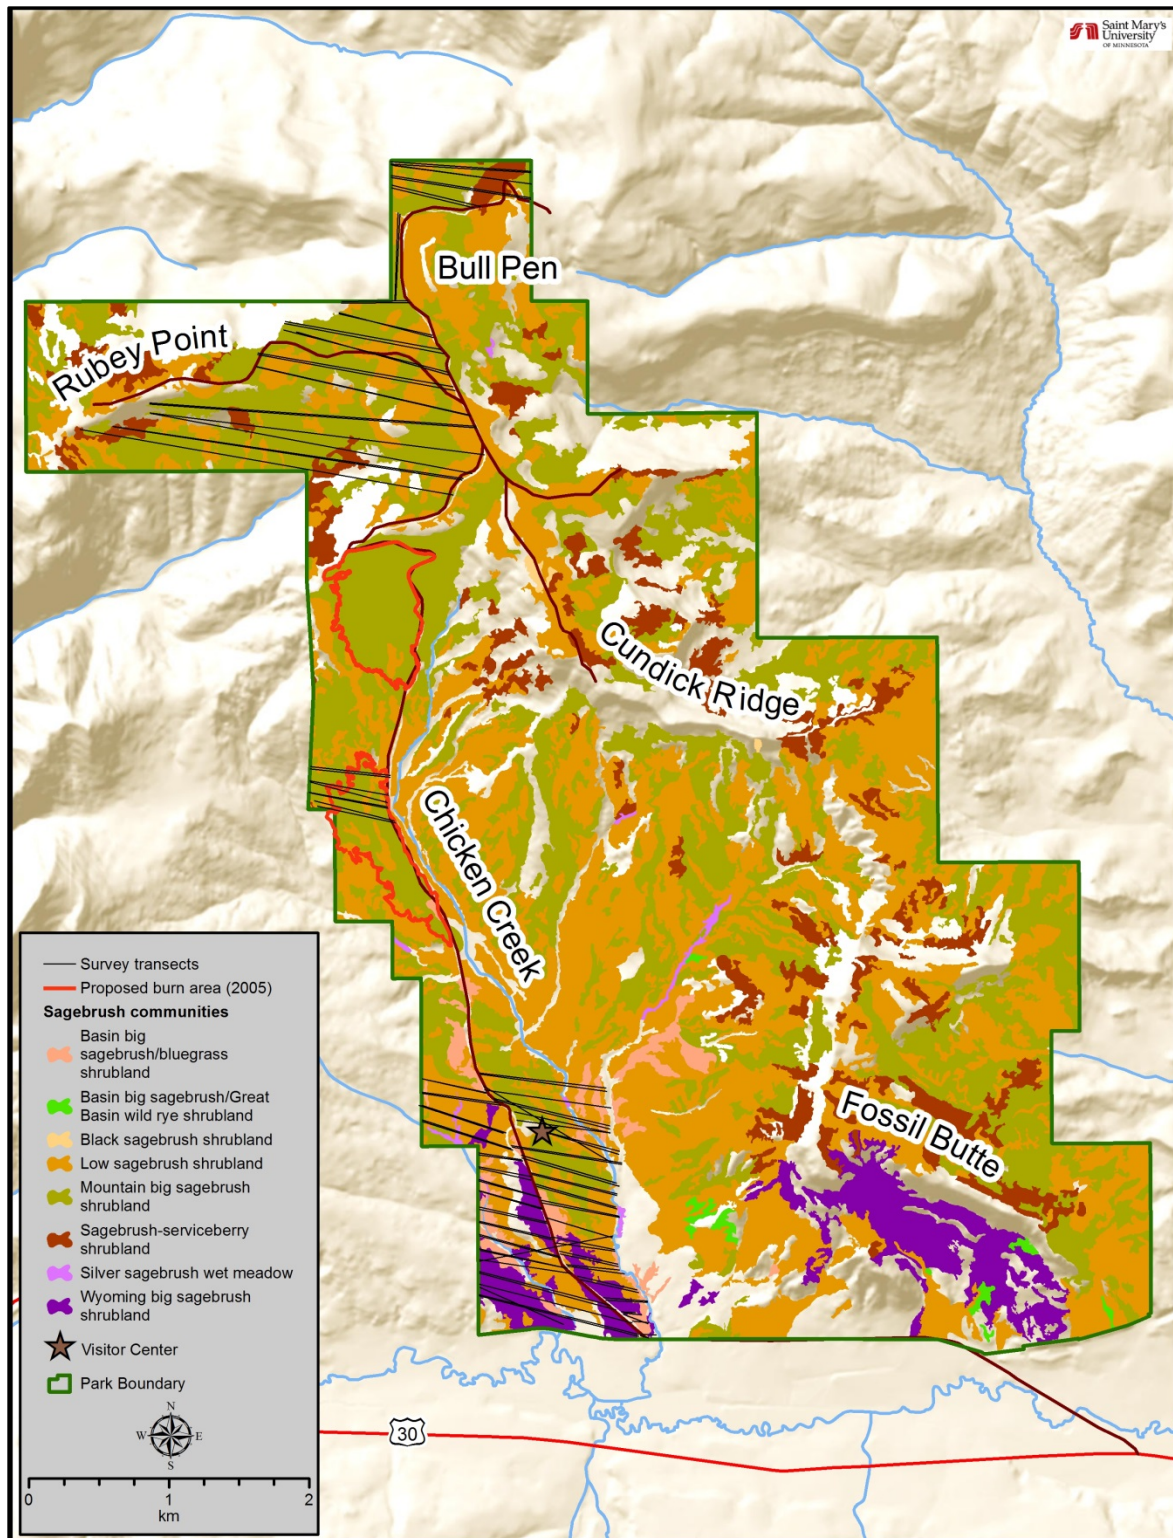 Saint Mary's
University
OF MINNESOTA
Bull Pen
Rubey Point
Cundick Ridge
Chicken Creek
Fossil Butte
Survey transects
Proposed burn area (2005)
Sagebrush communities
Basin big
sagebrush/bluegrass
shrubland
Basin big sagebrush/Great
Basin wild rye shrubland
Black sagebrush shrubland
Low sagebrush shrubland
Mountain big sagebrush
shrubland
Sagebrush-serviceberry
shrubland
Silver sagebrush wet meadow
Wyoming big sagebrush
shrubland
Visitor Center
Park Boundary
N
W E
S
0 1 2
km
30